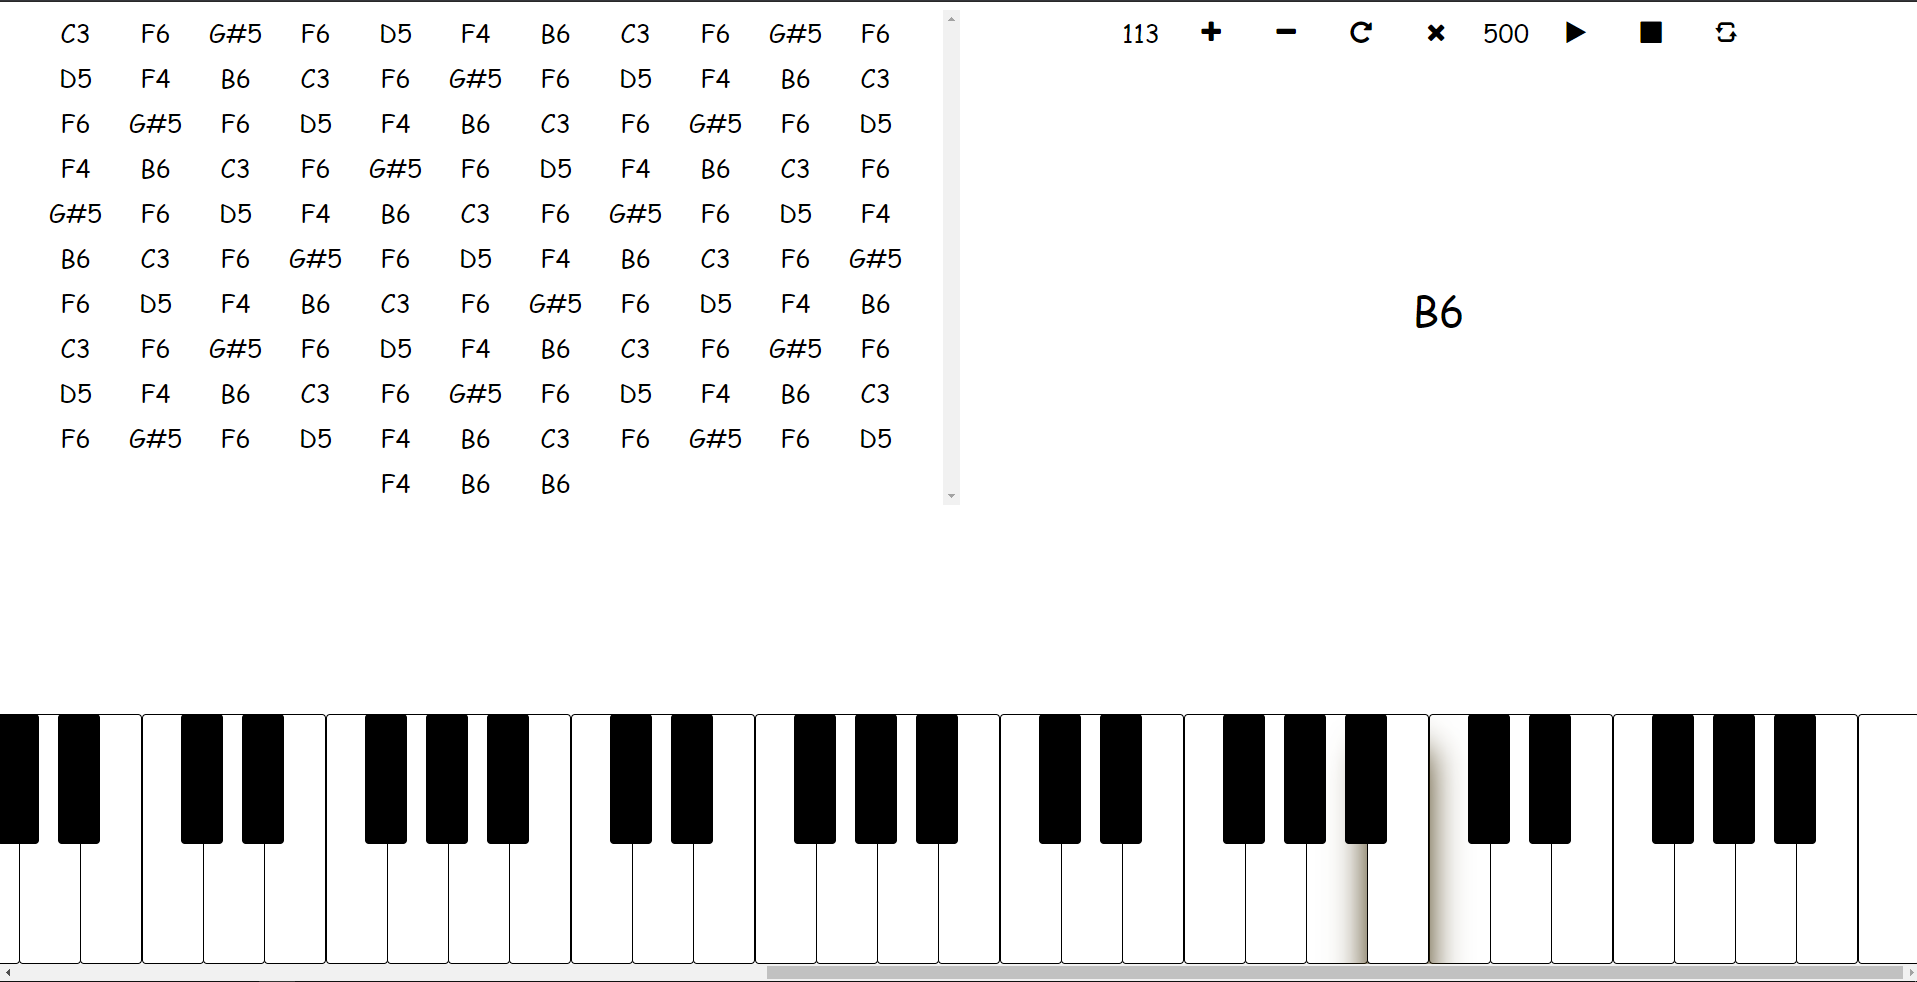 C3 F6 G#5 F6 D5 F4 B6 C3 F6 G#5 F6
D5 F4 B6 C3 F6 G#5 F6 D5 F4 B6 C3
F6 G#5 F6 D5 F4 B6 C3 F6 G#5 F6 D5
F4 B6 C3 F6 G#5 F6 D5 F4 B6 C3 F6
G#5 F6 D5 F4 B6 C3 F6 G#5 F6 D5 F4
B6 C3 F6 G#5 F6 D5 F4 B6 C3 F6 G#5
F6 D5 F4 B6 C3 F6 G#5 F6 D5 F4 B6
C3 F6 G#5 F6 D5 F4 B6 C3 F6 G#5 F6
D5 F4 B6 C3 F6 G#5 F6 D5 F4 B6 C3
F6 G#5 F6 D5 F4 B6 C3 F6 G#5 F6 D5
F4 B6 B6
113 500
B6